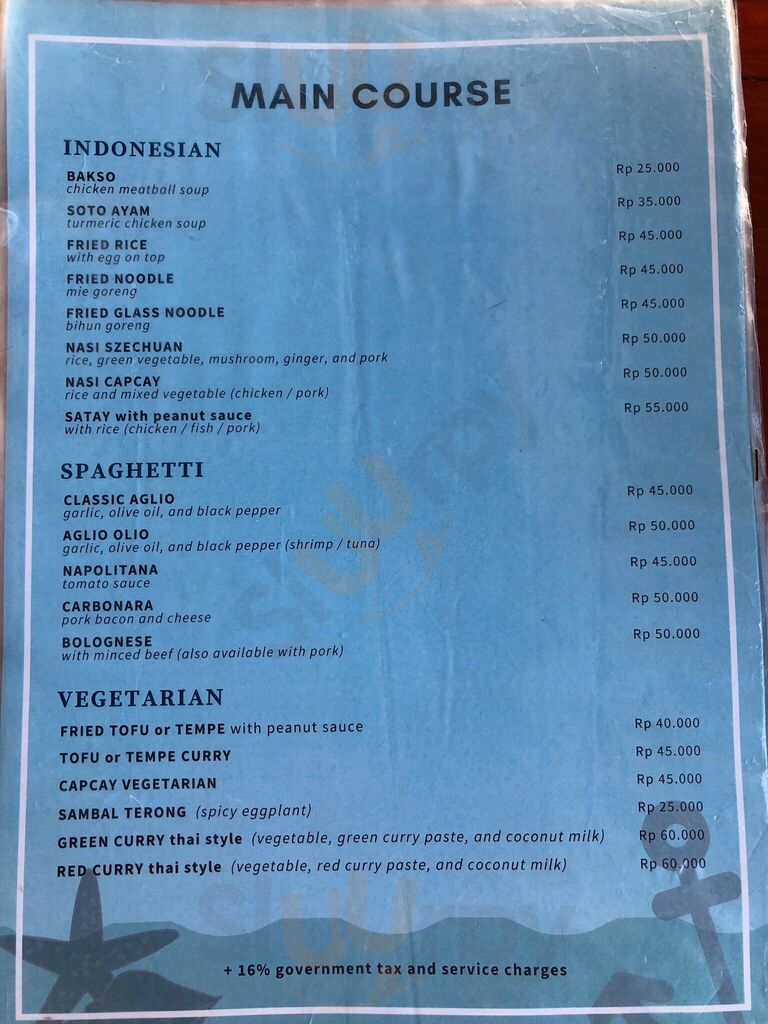 MAIN COURSE
INDONESIAN
BAKSO Rp 25.000
chicken meatball soup
SOTO AYAM Rp 35.000
turmeric chicken soup
FRIED RICE Rp 45.000
with egg on top
FRIED NOODLE Rp 45.000
mie goreng
FRIED GLASS NOODLE Rp 45.000
bihun goreng
NASI SZECHUAN Rp 50.000
rice, green vegetable, mushroom, ginger, and pork
NASI CAPCAY Rp 50.000
rice and mixed vegetable (chicken / pork)
SATAY with peanut sauce Rp 55.000
with rice (chicken / fish / pork)
SPAGHETTI
CLASSIC AGLIO Rp 45.000
garlic, olive oil, and black pepper
AGLIO OLIO Rp 50.000
garlic, olive oil, and black pepper (shrimp / tuna)
NAPOLITANA Rp 45.000
tomato sauce
CARBONARA Rp 50.000
pork bacon and cheese
BOLOGNESE Rp 50.000
with minced beef (also available with pork)
VEGETARIAN
FRIED TOFU or TEMPE with peanut sauce Rp 40.000
TOFU or TEMPE CURRY Rp 45.000
CAPCAY VEGETARIAN Rp 45.000
SAMBAL TERONG (spicy eggplant) Rp 25.000
GREEN CURRY thai style (vegetable, green curry paste, and coconut milk) Rp 60.000
RED CURRY thai style (vegetable, red curry paste, and coconut milk) Rp 60.000
+ 16% government tax and service charges
sluurpy
sluurpy
sluurpy